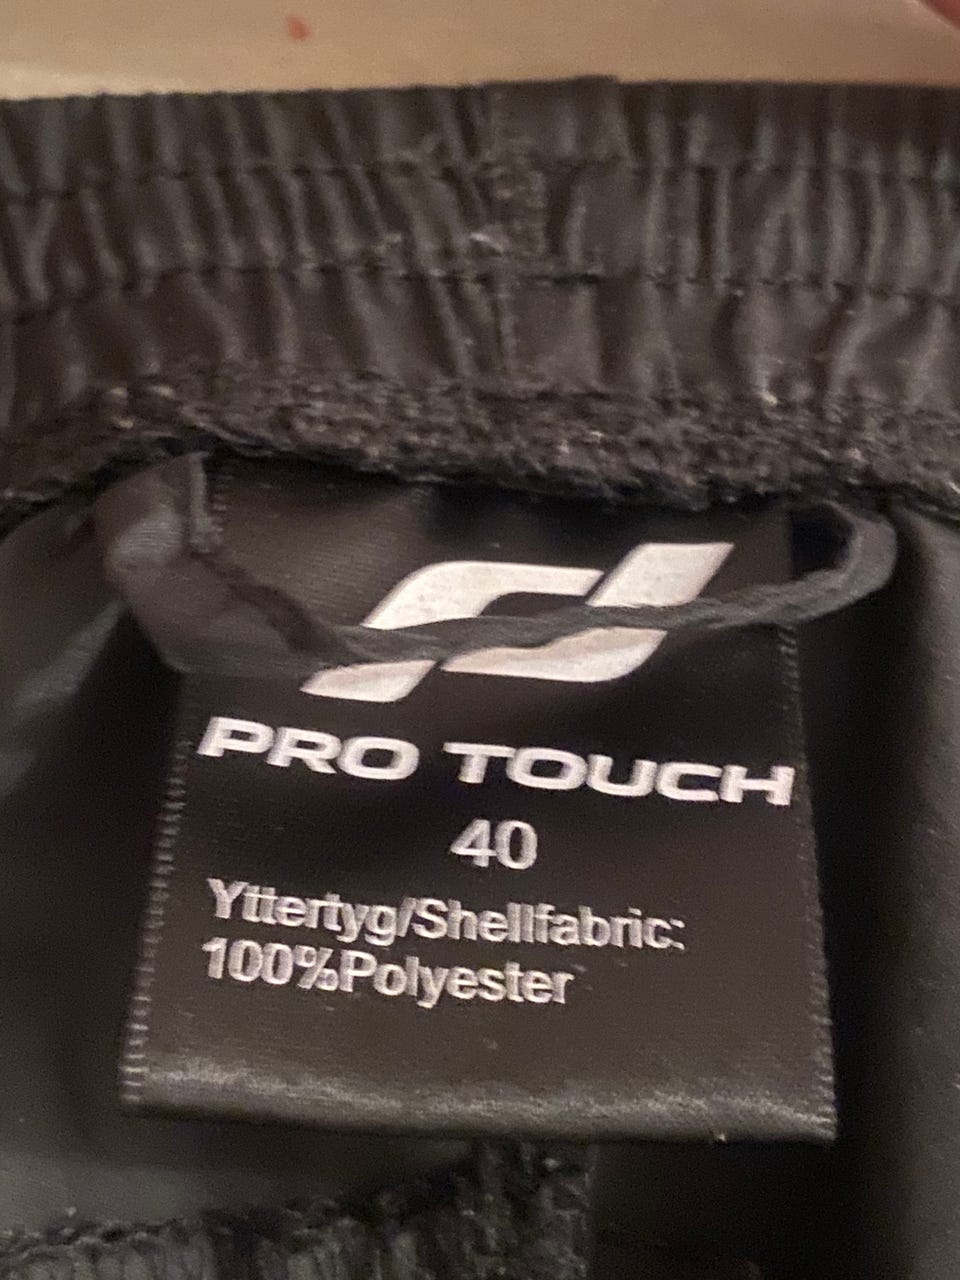 PRO TOUCH
40
Yttertyg/Shellfabric:
100%Polyester